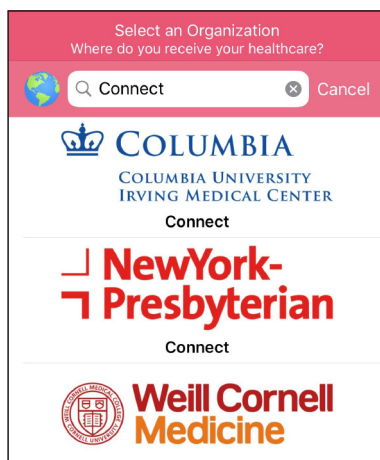 Select an Organization
Where do you receive your healthcare?
Connect
Cancel
COLUMBIA
COLUMBIA UNIVERSITY
IRVING MEDICAL CENTER
Connect
NewYork-
Presbyterian
Connect
Weill Cornell
Medicine